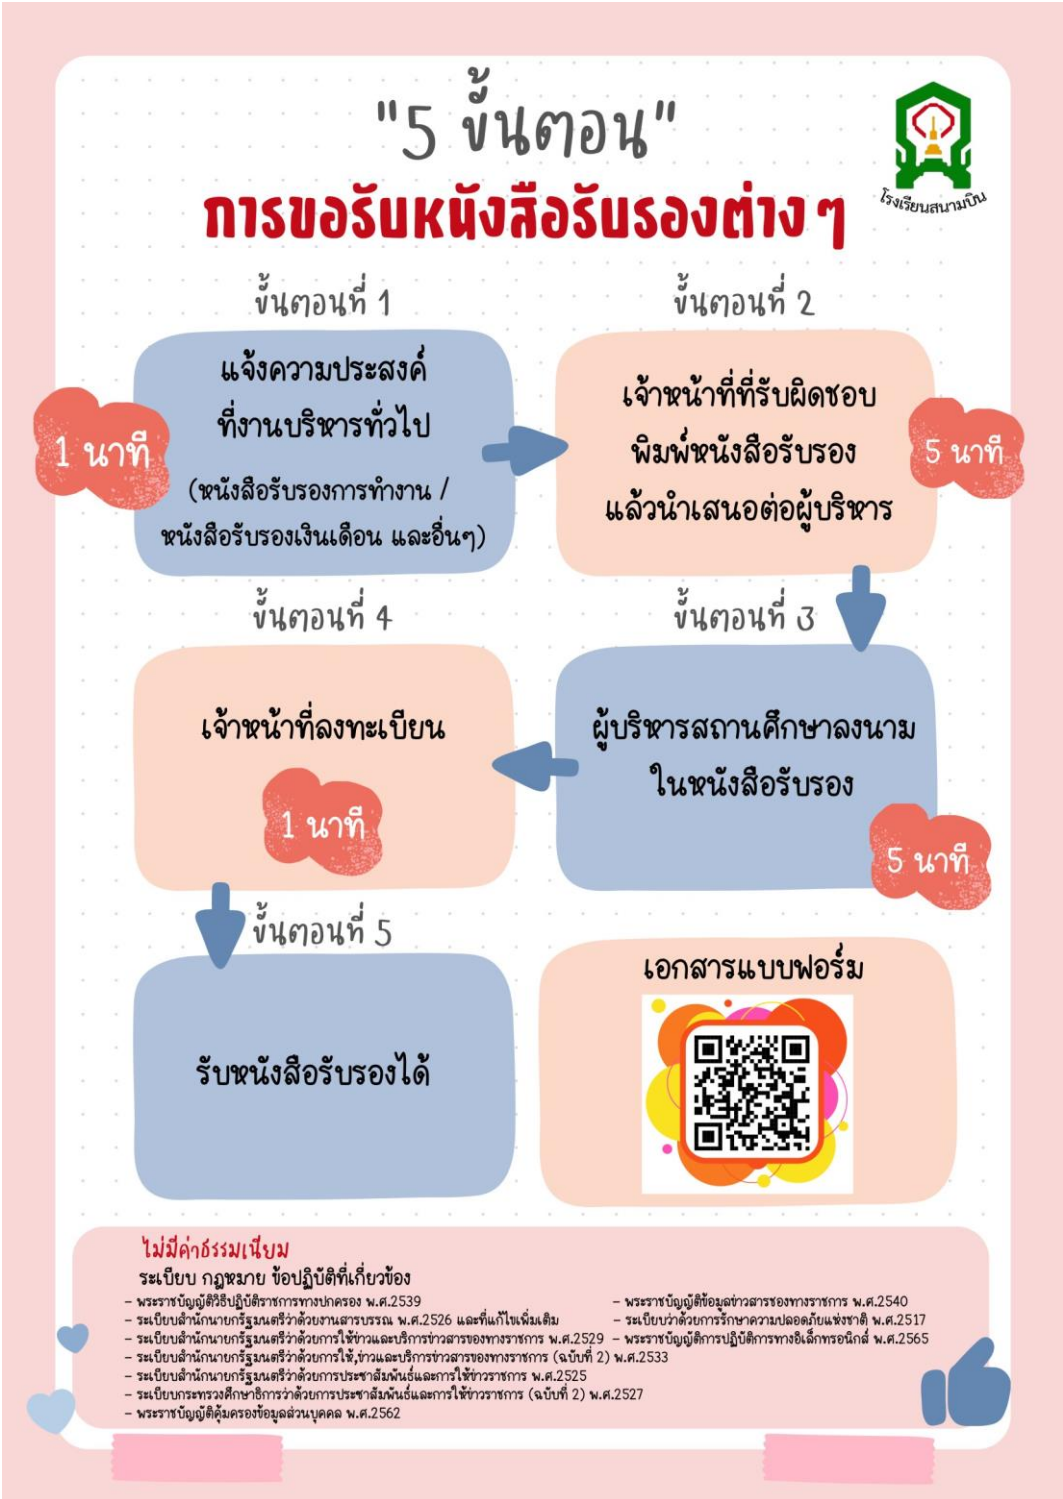 "5 ขั้นตอน"
การขอรับหนังสือรับรองต่าง ๆ
โรงเรียนสนามบิน
ขั้นตอนที่ 1
แจ้งความประสงค์
ที่งานบริหารทั่วไป
(หนังสือรับรองการทำงาน /
หนังสือรับรองเงินเดือน และอื่นๆ)
1 นาที
ขั้นตอนที่ 2
เจ้าหน้าที่ที่รับผิดชอบ
พิมพ์หนังสือรับรอง
แล้วนำเสนอต่อผู้บริหาร
5 นาที
ขั้นตอนที่ 3
ผู้บริหารสถานศึกษาลงนาม
ในหนังสือรับรอง
5 นาที
ขั้นตอนที่ 4
เจ้าหน้าที่ลงทะเบียน
1 นาที
ขั้นตอนที่ 5
รับหนังสือรับรองได้
เอกสารแบบฟอร์ม
ไม่มีค่าธรรมเนียม
ระเบียบ กฎหมาย ข้อปฏิบัติที่เกี่ยวข้อง
- พระราชบัญญัติวิธีปฏิบัติราชการทางปกครอง พ.ศ.2539
- ระเบียบสำนักนายกรัฐมนตรีว่าด้วยงานสารบรรณ พ.ศ.2526 และที่แก้ไขเพิ่มเติม
- ระเบียบสำนักนายกรัฐมนตรีว่าด้วยการให้ข่าวและบริการข่าวสารของทางราชการ พ.ศ.2529
- ระเบียบสำนักนายกรัฐมนตรีว่าด้วยการให้,ข่าวและบริการข่าวสารของทางราชการ (ฉบับที่ 2) พ.ศ.2533
- ระเบียบสำนักนายกรัฐมนตรีว่าด้วยการประชาสัมพันธ์และการให้ข่าวราชการ พ.ศ.2525
- ระเบียบกระทรวงศึกษาธิการว่าด้วยการประชาสัมพันธ์และการให้ข่าวราชการ (ฉบับที่ 2) พ.ศ.2527
- พระราชบัญญัติคุ้มครองข้อมูลส่วนบุคคล พ.ศ.2562
- พระราชบัญญัติข้อมูลข่าวสารของทางราชการ พ.ศ.2540
- ระเบียบว่าด้วยการรักษาความปลอดภัยแห่งชาติ พ.ศ.2517
- พระราชบัญญัติการปฏิบัติการทางอิเล็กทรอนิกส์ พ.ศ.2565